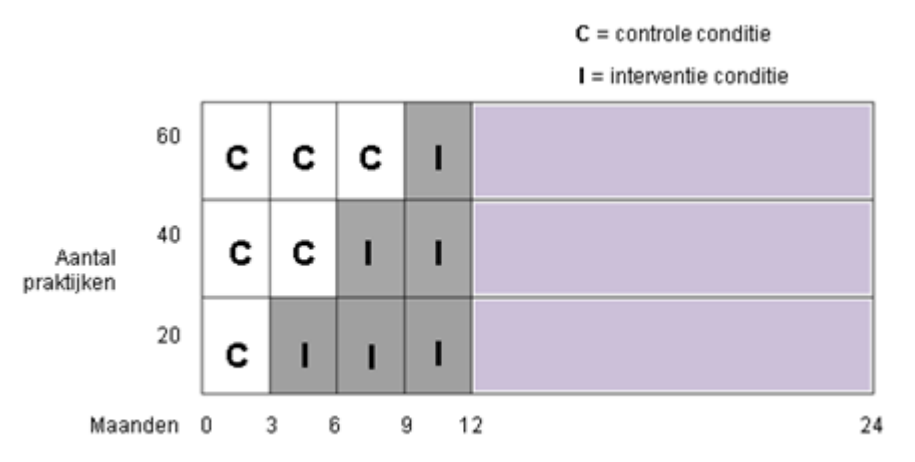 C = controle conditie
I = interventie conditie
60
C C C I
40
C C I I
Aantal
praktijken
20
C I I I
Maanden 0 3 6 9 12 24